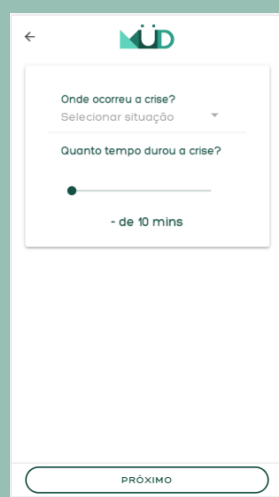 MÜD
Onde ocorreu a crise?
Selecionar situação
Quanto tempo durou a crise?
- de 10 mins
PRÓXIMO